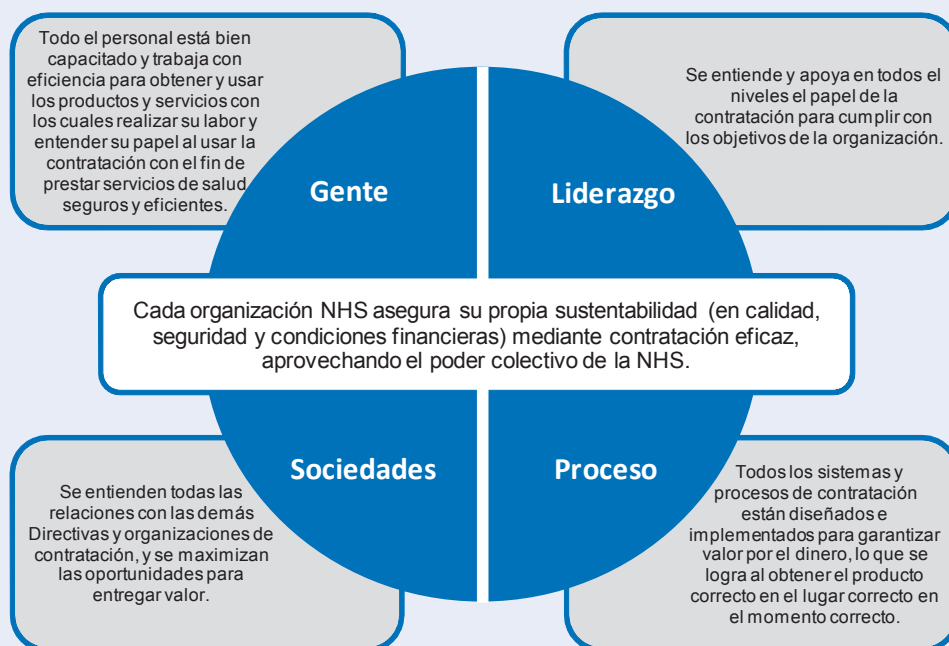 Todo el personal está bien
capacitado y trabaja con
eficiencia para obtener y usar
los productos y servicios con
los cuales realizar su labor y
entender su papel al usar la
contratación con el fin de
prestar servicios de salud
seguros y eficientes.
Gente
Se entiende y apoya en todos el
niveles el papel de la
contratación para cumplir con
los objetivos de la organización.
Liderazgo
Cada organización NHS asegura su propia sustentabilidad (en calidad,
seguridad y condiciones financieras) mediante contratación eficaz,
aprovechando el poder colectivo de la NHS.
Sociedades
Se entienden todas las
relaciones con las demás
Directivas y organizaciones de
contratación, y se maximizan
las oportunidades para
entregar valor.
Proceso
Todos los sistemas y
procesos de contratación
están diseñados e
implementados para garantizar
valor por el dinero, lo que se
logra al obtener el producto
correcto en el lugar correcto en
el momento correcto.